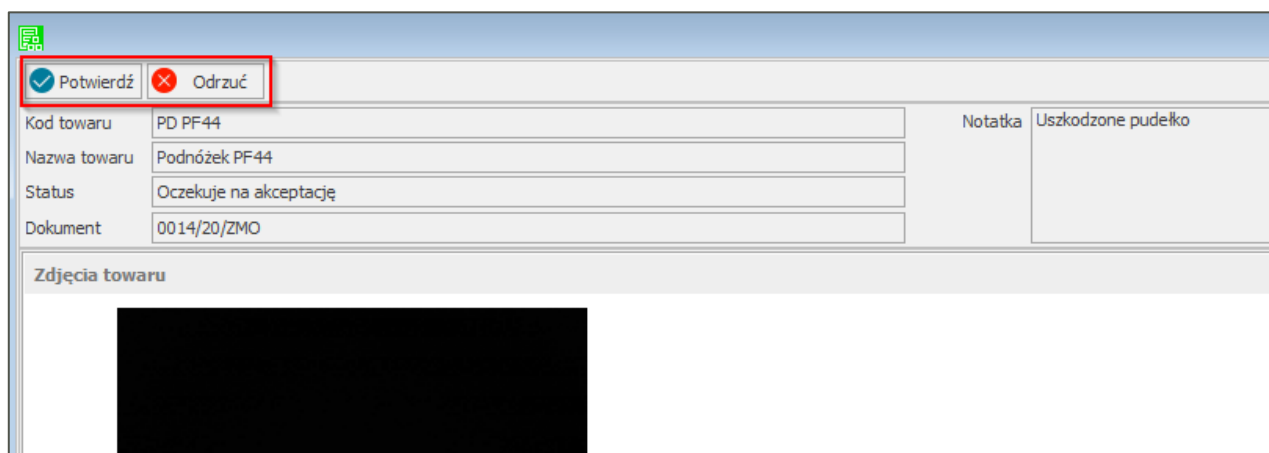 Potwierdź Odrzuć
Kod towaru PD PF44 Notatka Uszkodzone pudełko
Nazwa towaru Podnóżek PF44
Status Oczekuje na akceptację
Dokument 0014/20/ZMO
Zdjęcia towaru